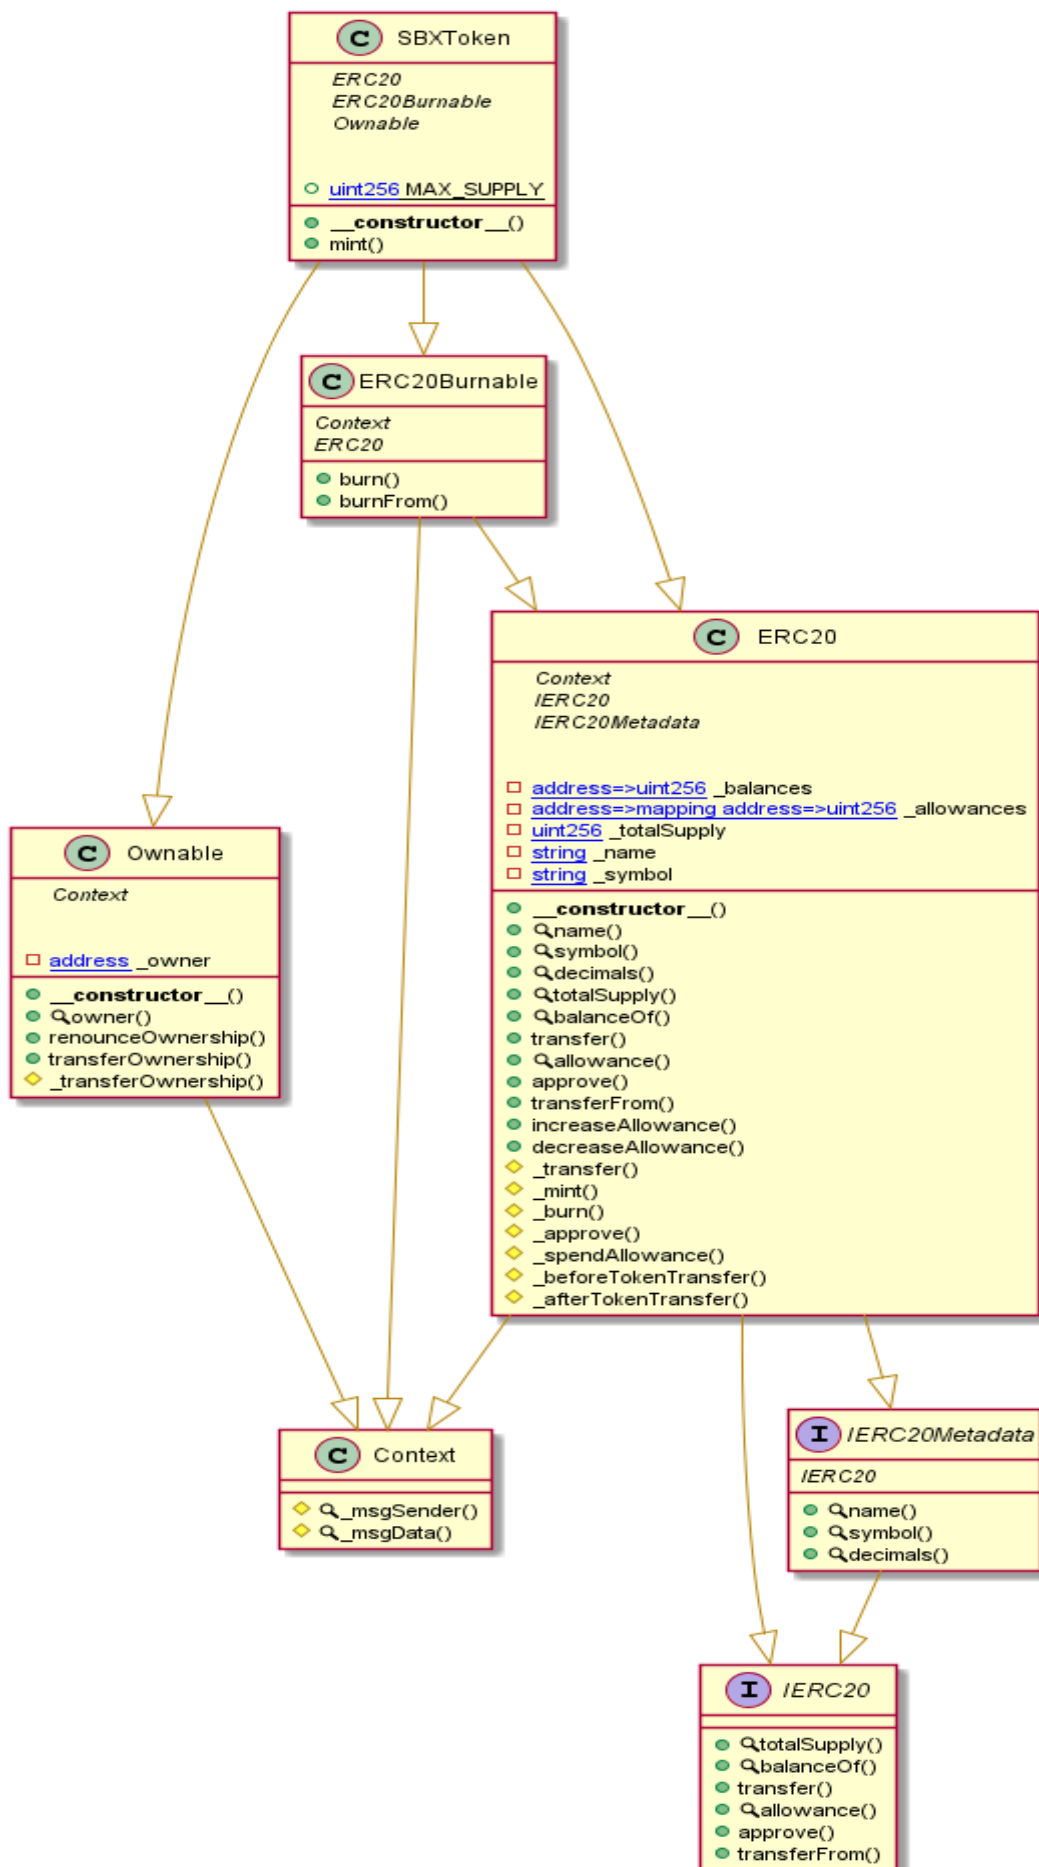 C SBXToken
ERC20
ERC20Burnable
Ownable
uint256 MAX_SUPPLY
__constructor__()
mint()
C ERC20Burnable
Context
ERC20
burn()
burnFrom()
C ERC20
Context
IERC20
IERC20Metadata
address=>uint256 _balances
address=>mapping address=>uint256 _allowances
uint256 _totalSupply
string _name
string _symbol
__constructor__()
name()
symbol()
decimals()
totalSupply()
balanceOf()
transfer()
allowance()
approve()
transferFrom()
increaseAllowance()
decreaseAllowance()
_transfer()
_mint()
_burn()
_approve()
_spendAllowance()
_beforeTokenTransfer()
_afterTokenTransfer()
C Ownable
Context
address _owner
__constructor__()
owner()
renounceOwnership()
transferOwnership()
_transferOwnership()
C Context
_msgSender()
_msgData()
I IERC20Metadata
IERC20
name()
symbol()
decimals()
I IERC20
totalSupply()
balanceOf()
transfer()
allowance()
approve()
transferFrom()